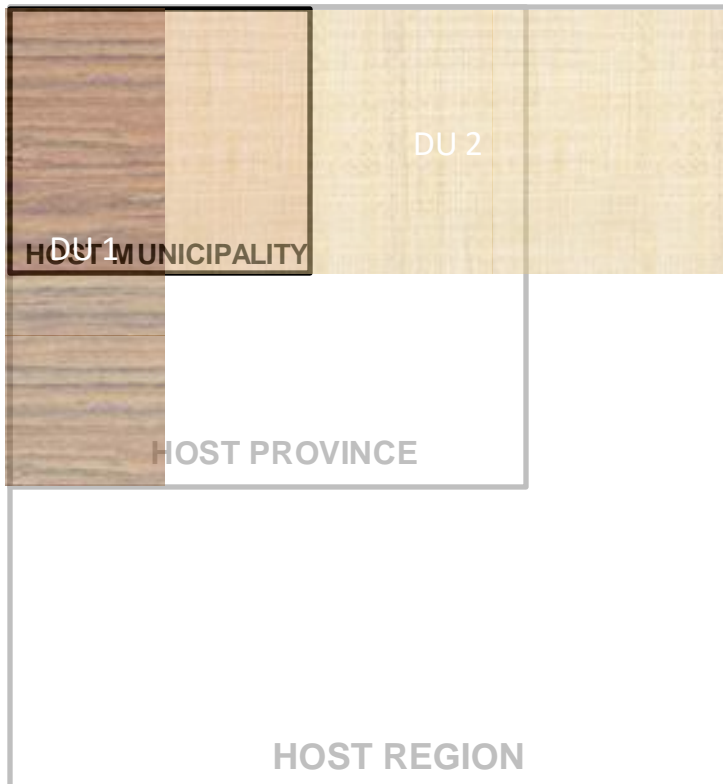 DU 2
DU 1
HOST MUNICIPALITY
HOST PROVINCE
HOST REGION